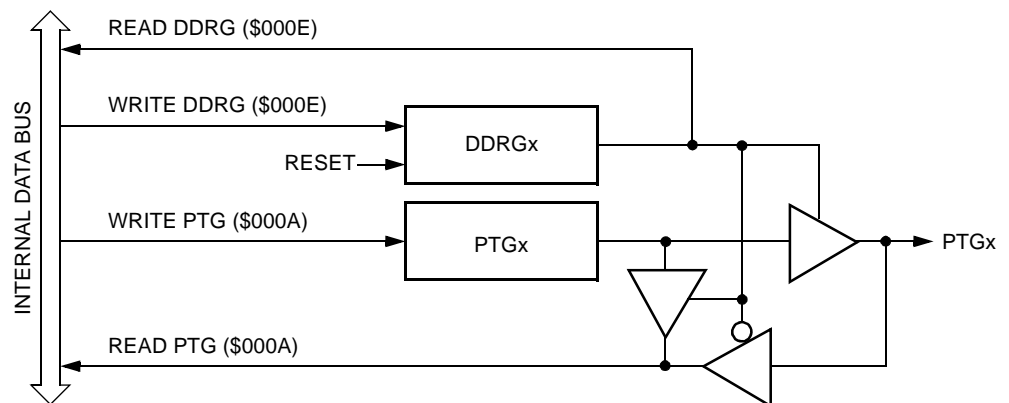 READ DDRG ($000E)
WRITE DDRG ($000E)
DDRGx
RESET
WRITE PTG ($000A)
PTGx
PTGx
READ PTG ($000A)
INTERNAL DATA BUS